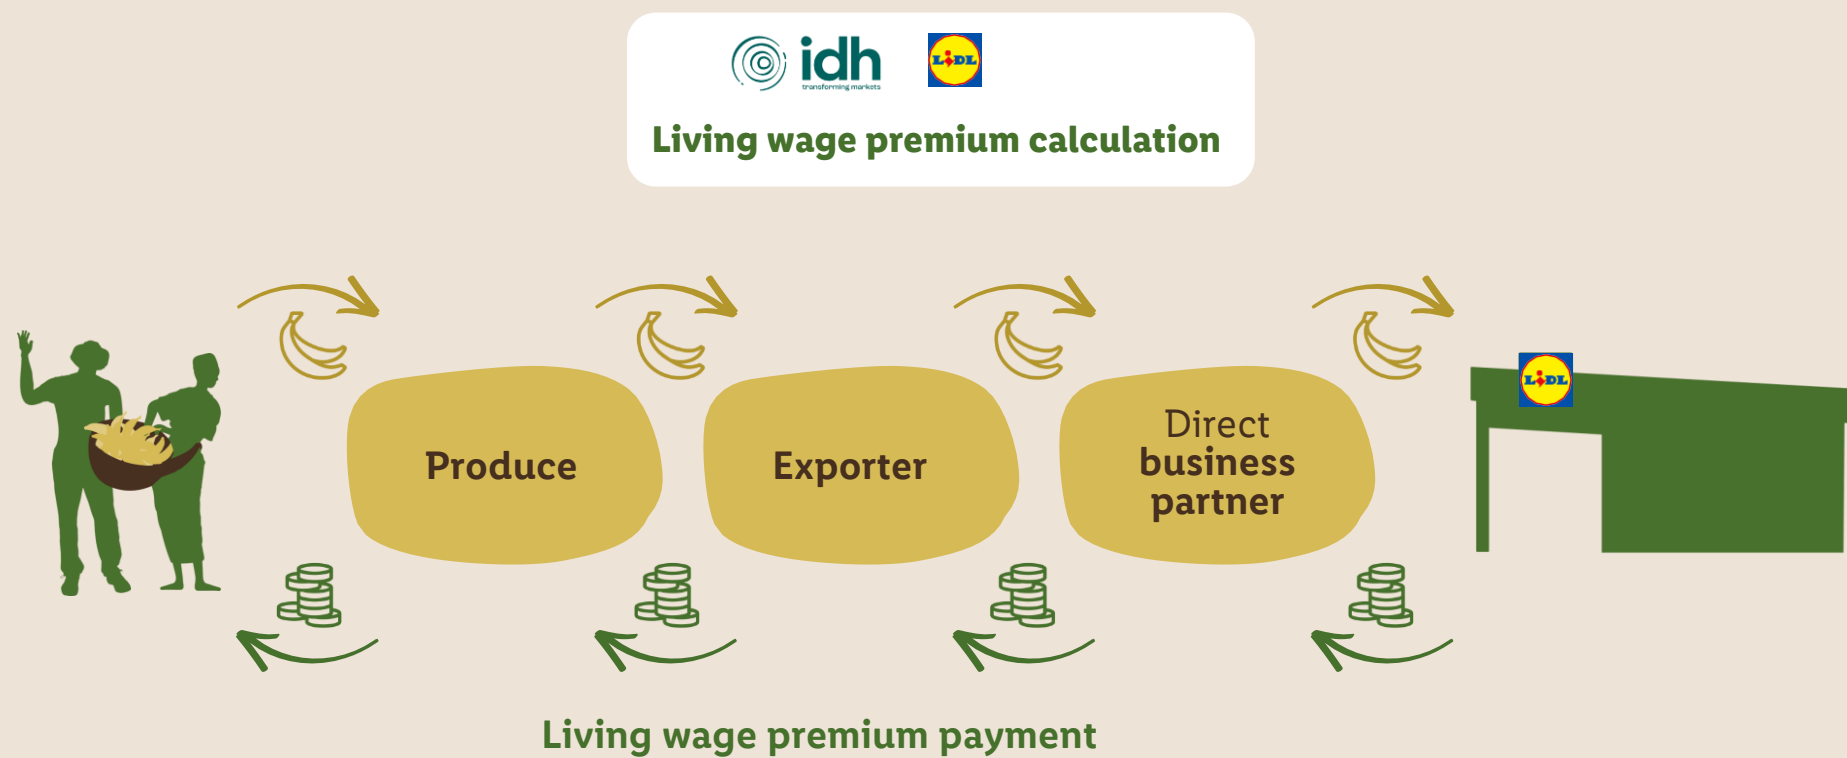 idh
transforming markets
LiDL
Living wage premium calculation
LiDL
Produce
Exporter
Direct
business
partner
Living wage premium payment